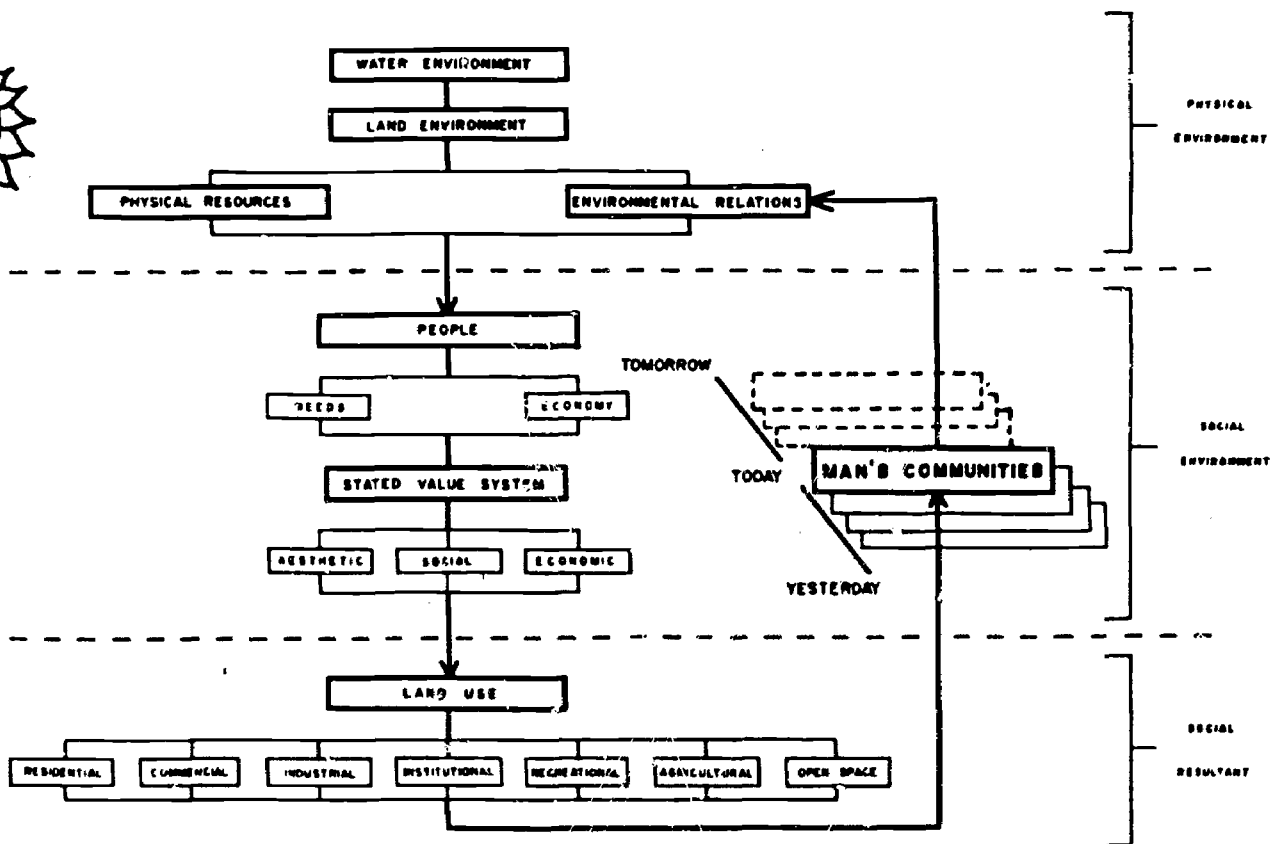 WATER ENVIRONMENT
LAND ENVIRONMENT
PHYSICAL RESOURCES
ENVIRONMENTAL RELATIONS
PHYSICAL
ENVIRONMENT
PEOPLE
NEEDS
ECONOMY
STATED VALUE SYSTEM
AESTHETIC
SOCIAL
ECONOMIC
TOMORROW
TODAY
YESTERDAY
MAN'S COMMUNITIES
SOCIAL
ENVIRONMENT
LAND USE
RESIDENTIAL
COMMERCIAL
INDUSTRIAL
INSTITUTIONAL
RECREATIONAL
AGRICULTURAL
OPEN SPACE
SOCIAL
RESULTANT